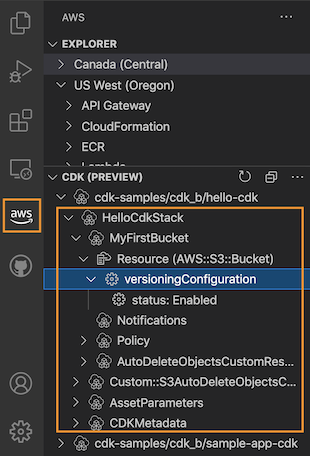 AWS
EXPLORER
Canada (Central)
US West (Oregon)
API Gateway
CloudFormation
ECR
Lambda
CDK (PREVIEW)
cdk-samples/cdk_b/hello-cdk
aws
HelloCdkStack
MyFirstBucket
Resource (AWS::S3::Bucket)
versioningConfiguration
status: Enabled
Notifications
Policy
AutoDeleteObjectsCustomRes...
Custom::S3AutoDeleteObjectsC...
AssetParameters
CDKMetadata
cdk-samples/cdk_b/sample-app-cdk